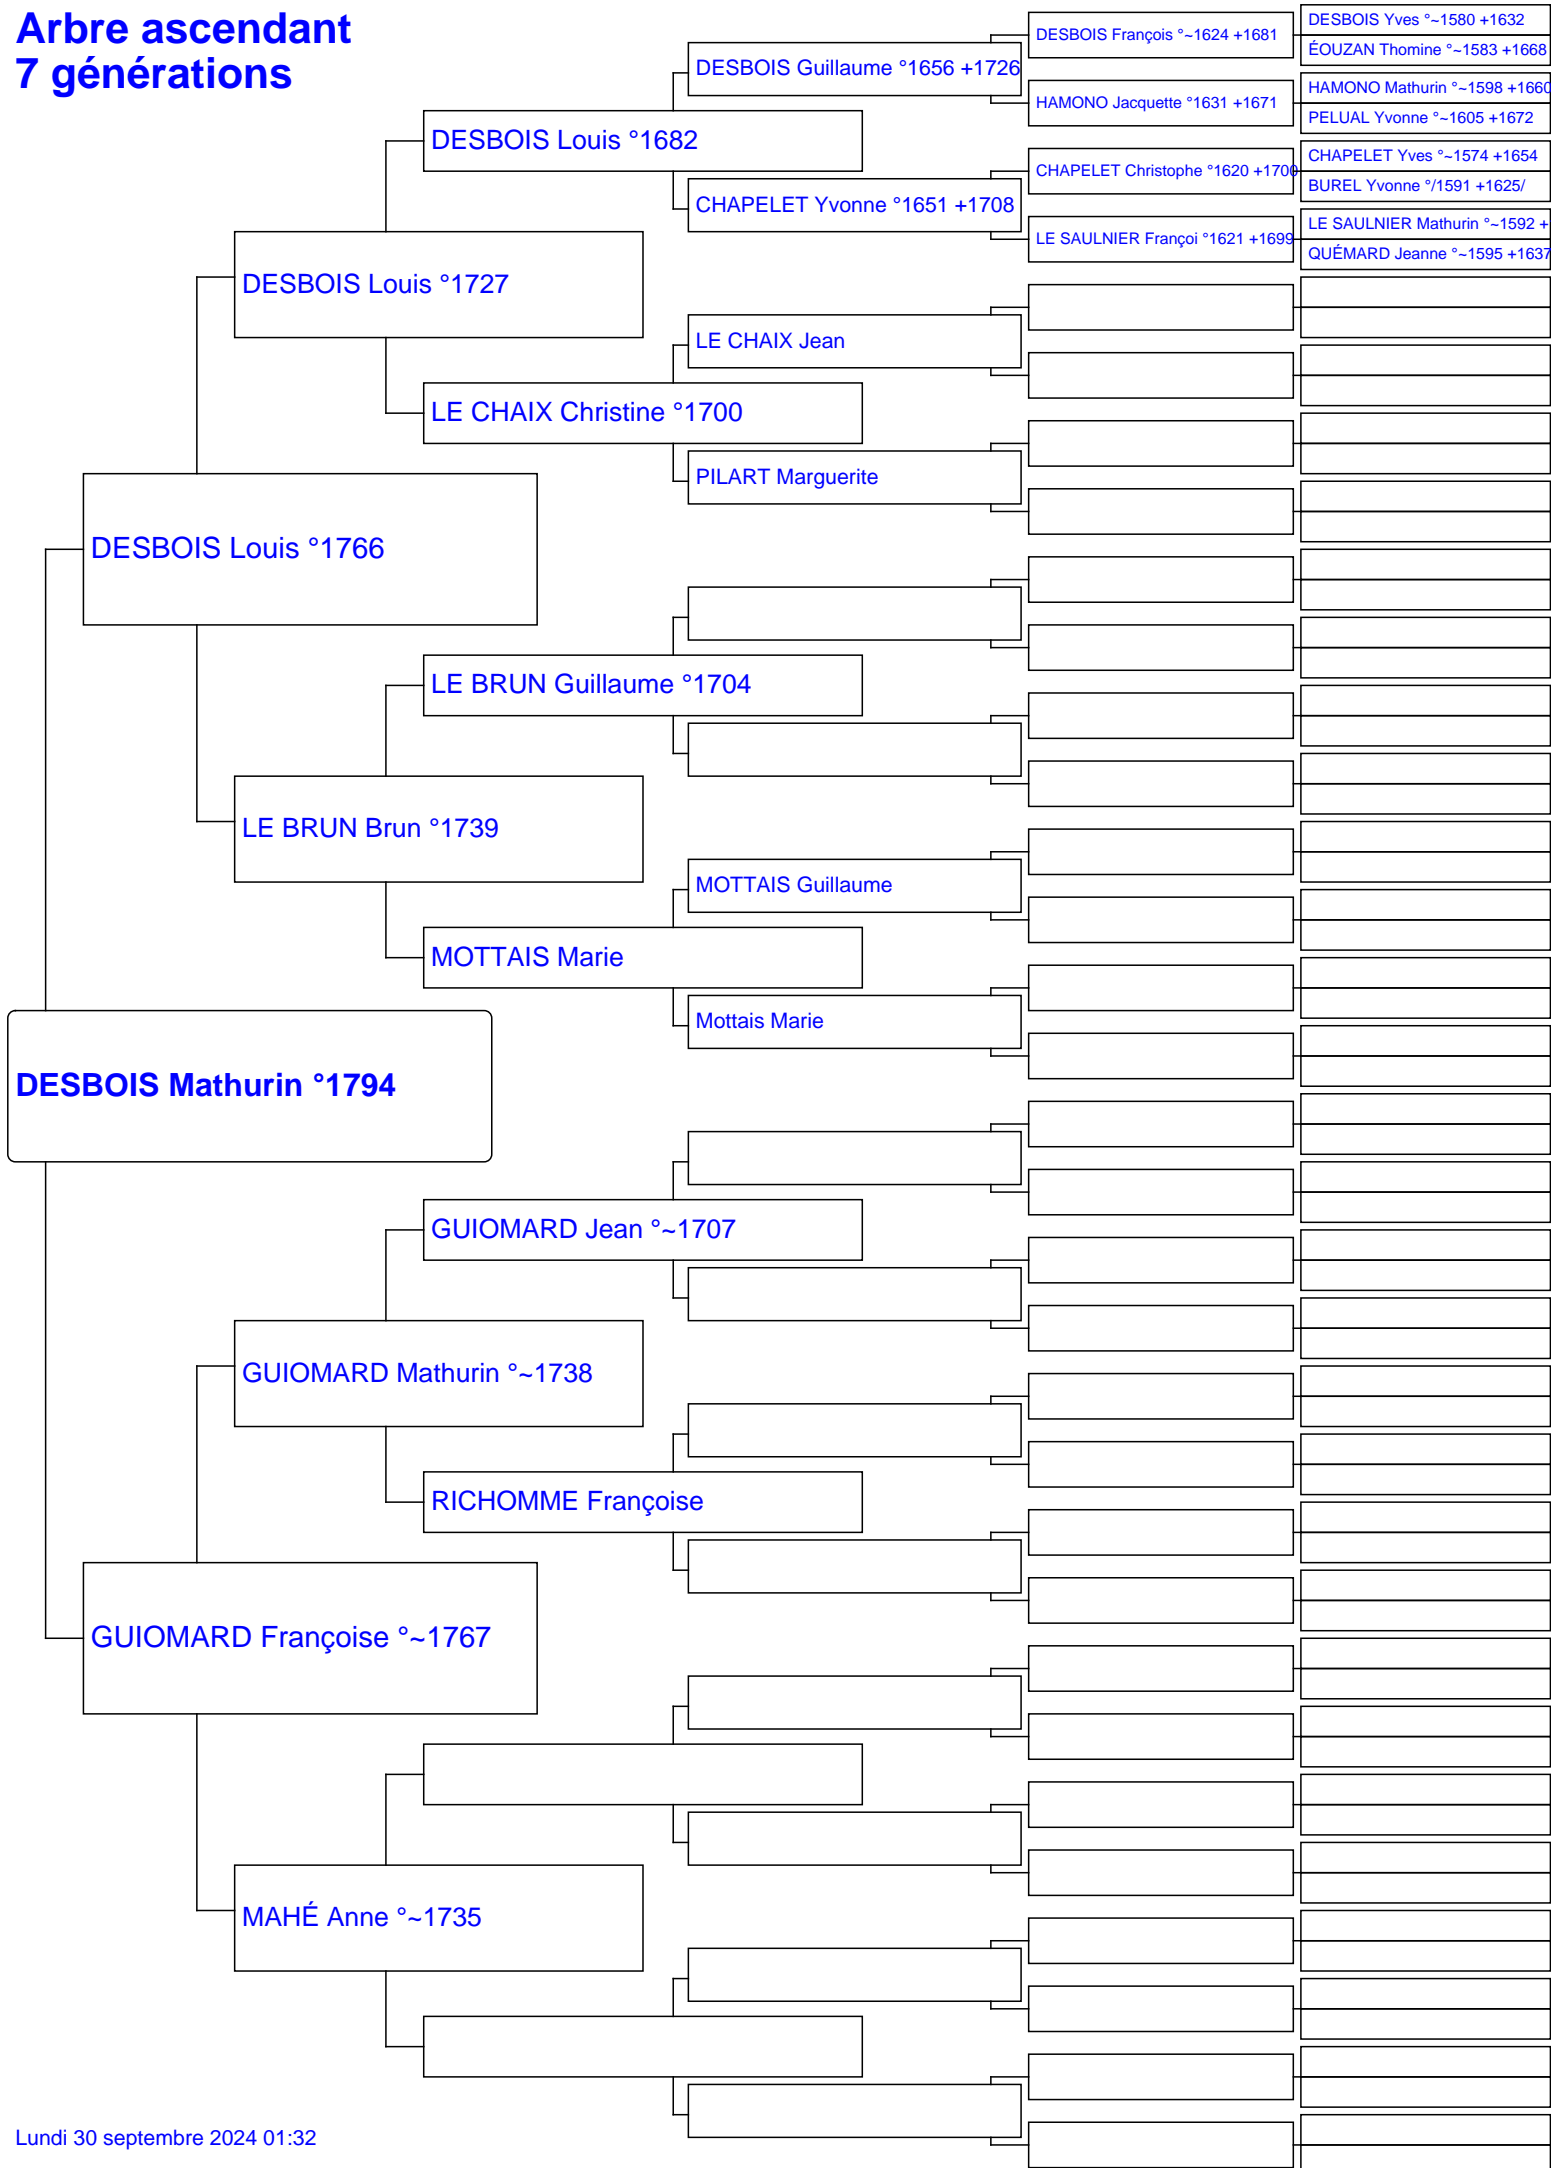 Arbre ascendant
7 générations
DESBOIS Yves °~1580 +1632
DESBOIS François °~1624 +1681
ÉOUZAN Thomine °~1583 +1668
DESBOIS Guillaume °1656 +1726
HAMONO Mathurin °~1598 +1660
HAMONO Jacquette °1631 +1671
PELUAL Yvonne °~1605 +1672
DESBOIS Louis °1682
CHAPELET Yves °~1574 +1654
CHAPELET Christophe °1620 +1700
BUREL Yvonne °/1591 +1625/
CHAPELET Yvonne °1651 +1708
LE SAULNIER Mathurin °~1592 +
LE SAULNIER Françoi °1621 +1699
QUÉMARD Jeanne °~1595 +1637
DESBOIS Louis °1727
LE CHAIX Jean
LE CHAIX Christine °1700
PILART Marguerite
DESBOIS Louis °1766
LE BRUN Guillaume °1704
LE BRUN Brun °1739
MOTTAIS Guillaume
MOTTAIS Marie
Mottais Marie
DESBOIS Mathurin °1794
GUIOMARD Jean °~1707
GUIOMARD Mathurin °~1738
RICHOMME Françoise
GUIOMARD Françoise °~1767
MAHÉ Anne °~1735
Lundi 30 septembre 2024 01:32